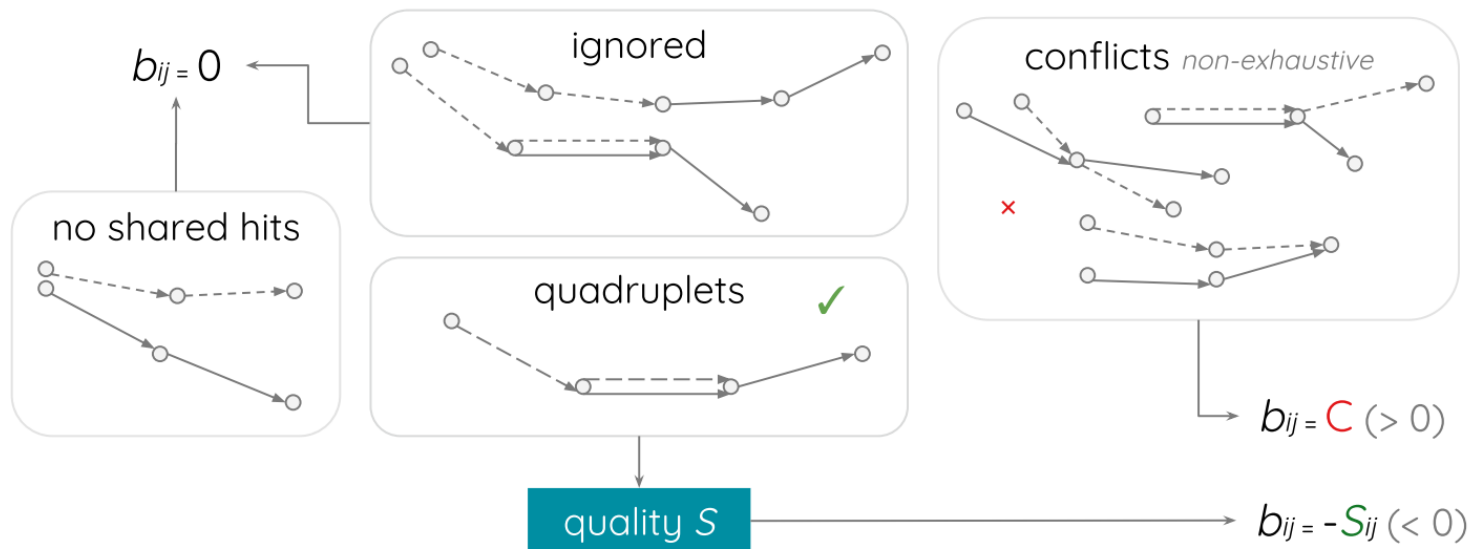 ignored
conflicts non-exhaustive
bij = 0
no shared hits
×
quadruplets ✓
bij = C (> 0)
quality S
bij = -Sij (< 0)